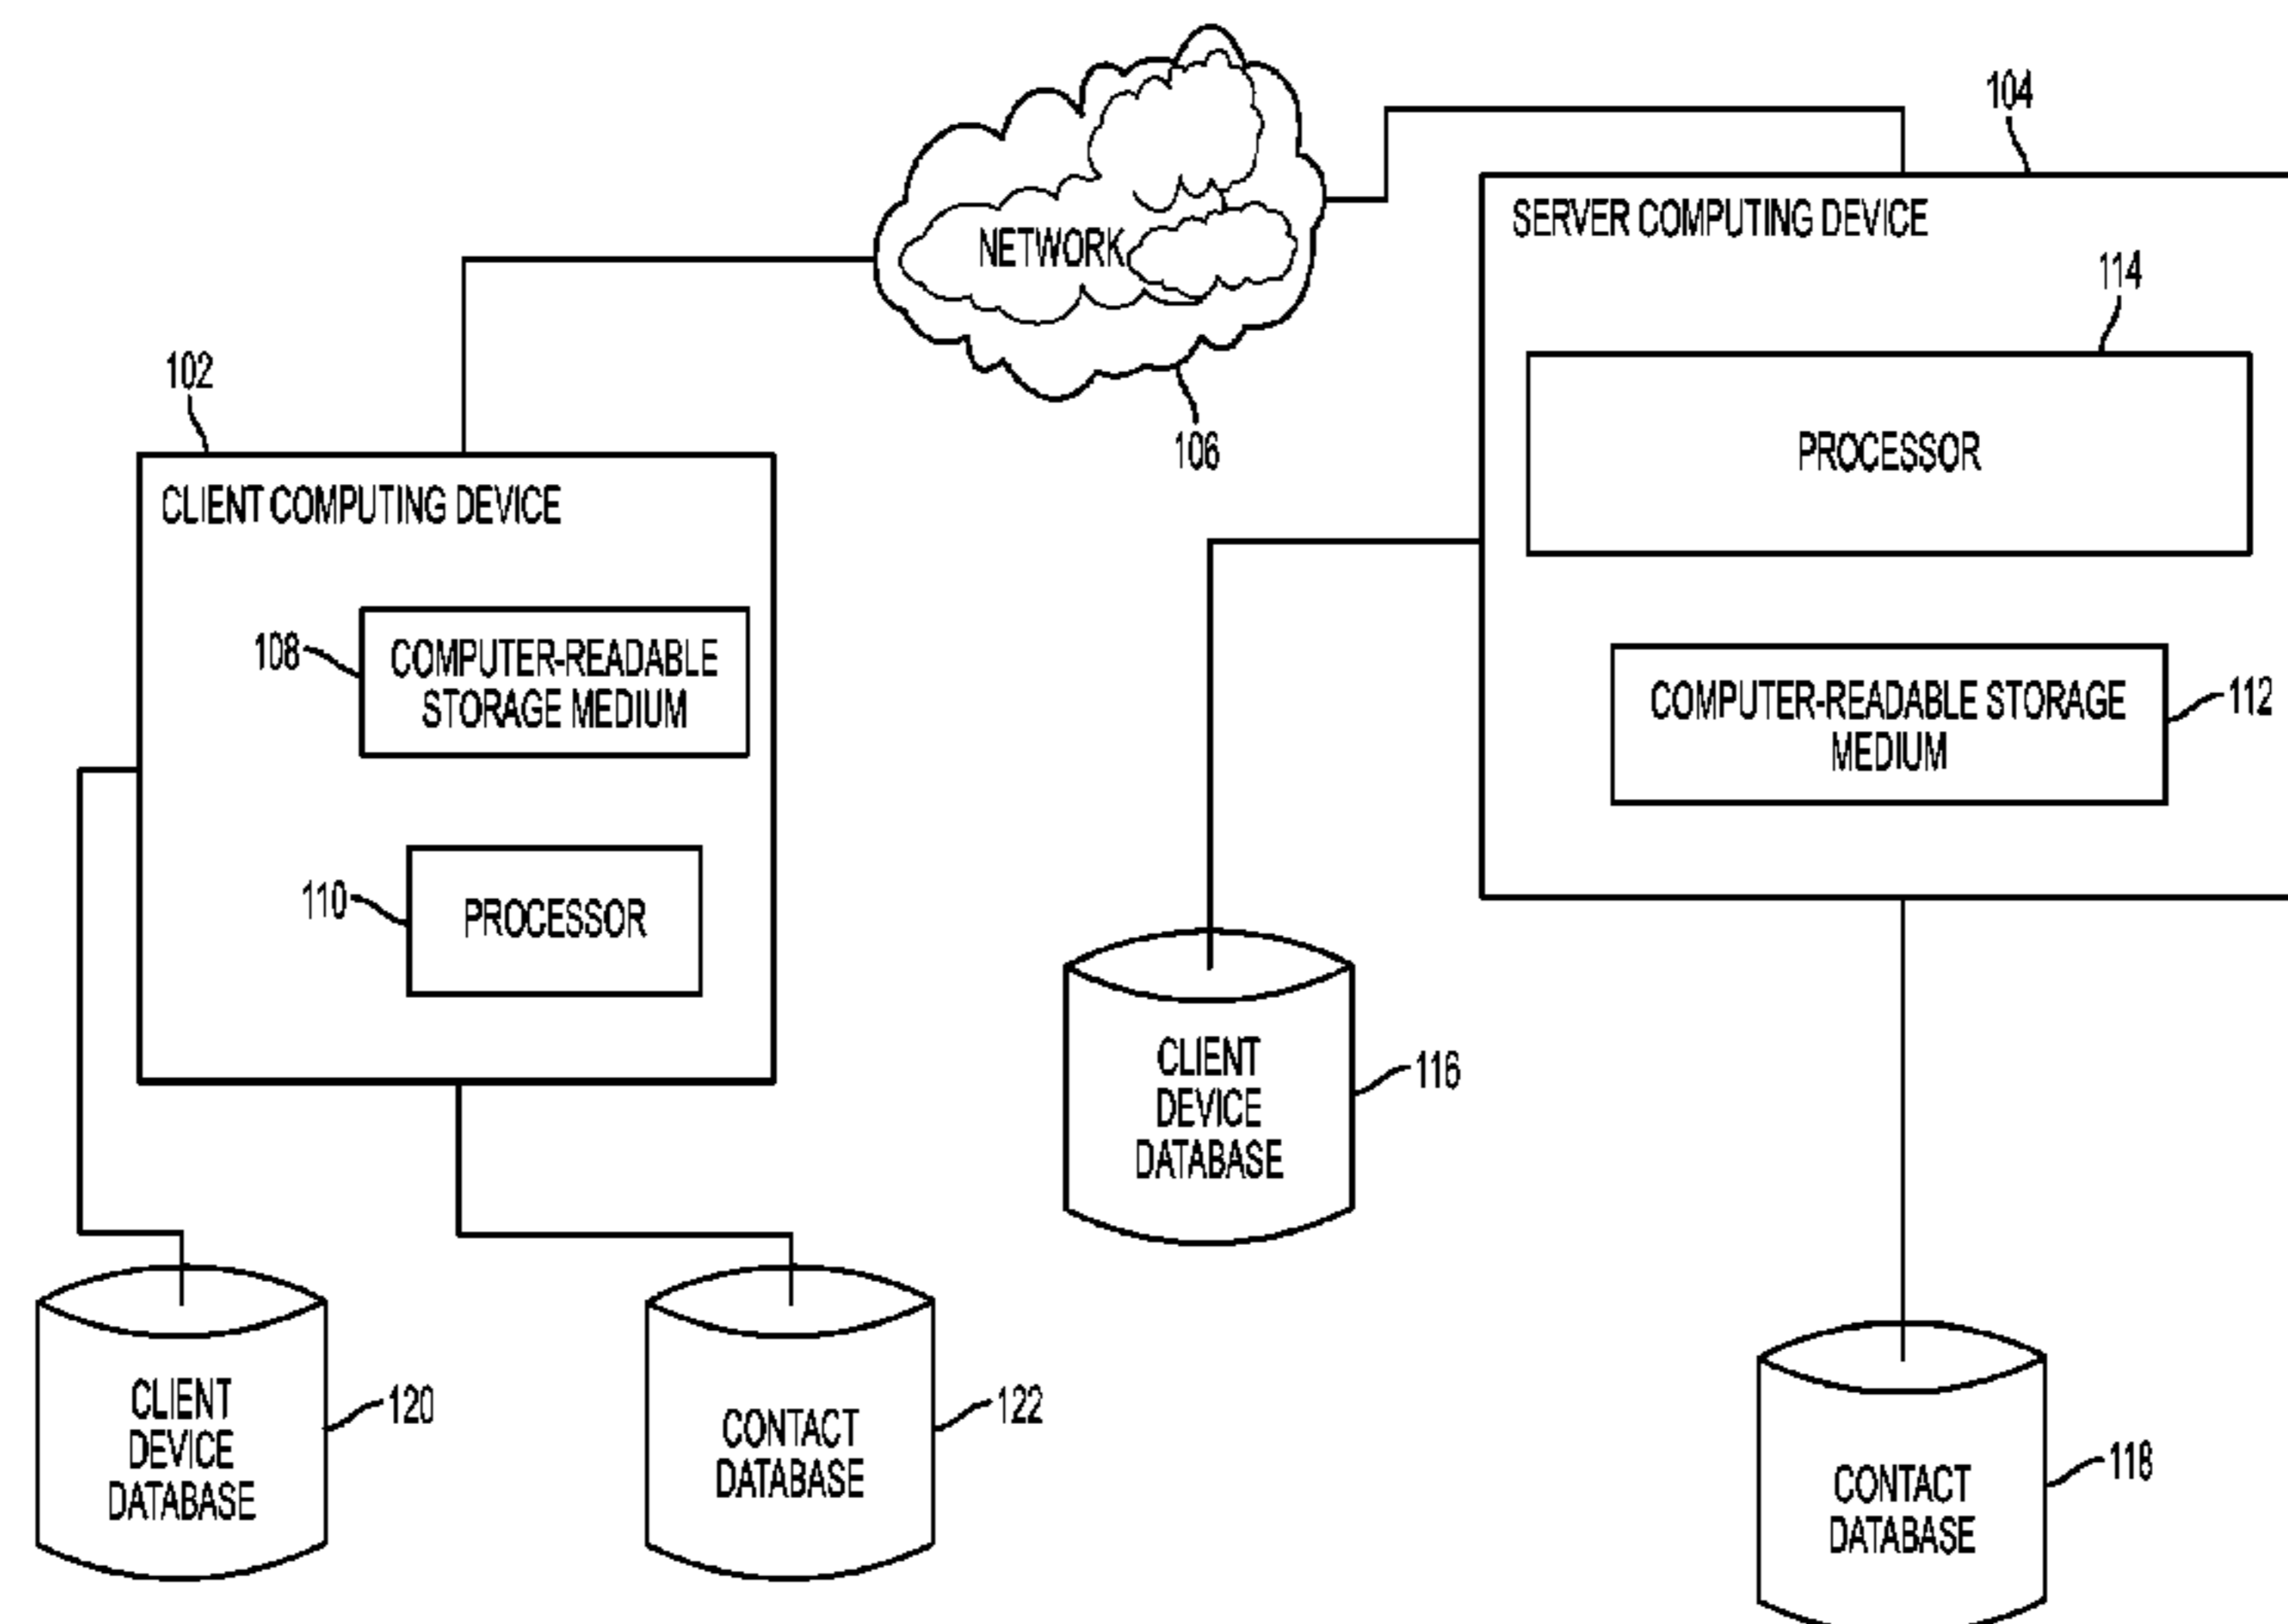 104
NETWORK
SERVER COMPUTING DEVICE
114
102
106
PROCESSOR
CLIENT COMPUTING DEVICE
108
COMPUTER-READABLE
STORAGE MEDIUM
COMPUTER-READABLE STORAGE
MEDIUM
112
110
PROCESSOR
CLIENT
DEVICE
DATABASE
116
CLIENT
DEVICE
DATABASE
120
CONTACT
DATABASE
122
CONTACT
DATABASE
118